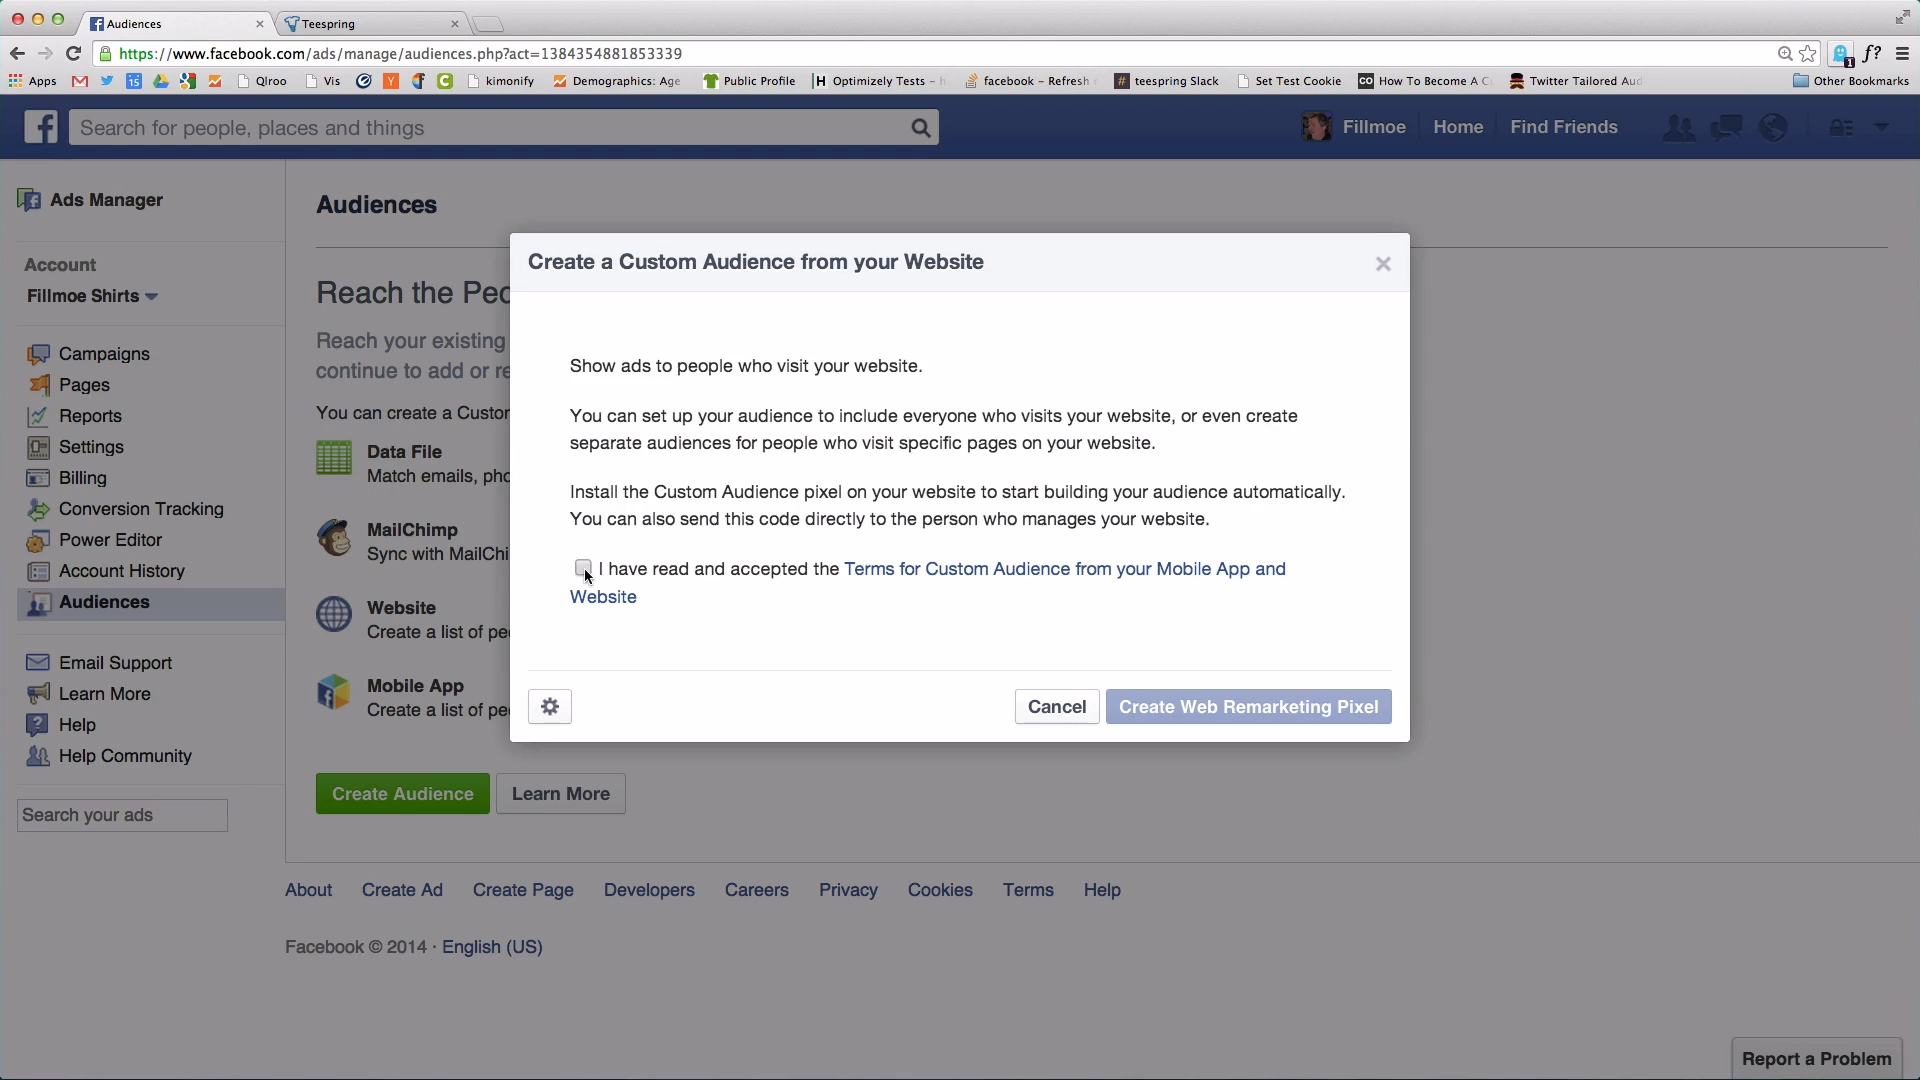 Audiences
Teespring
https://www.facebook.com/ads/manage/audiences.php?act=1384354881853339
Apps
15
Qlroo
Vis
kimonify
Demographics: Age
Public Profile
Optimizely Tests –
facebook – Refresh
teespring Slack
Set Test Cookie
How To Become A C
Twitter Tailored Aud
Other Bookmarks
Search for people, places and things
Fillmoe
Home
Find Friends
Ads Manager
Account
Fillmoe Shirts
Campaigns
Pages
Reports
Settings
Billing
Conversion Tracking
Power Editor
Account History
Audiences
Email Support
Learn More
Help
Help Community
Search your ads
Audiences
Reach the Peo
Reach your existing
continue to add or re
You can create a Custor
Data File
Match emails, pho
MailChimp
Sync with MailChi
Website
Create a list of peo
Mobile App
Create a list of peo
Create Audience
Learn More
Create a Custom Audience from your Website
Show ads to people who visit your website.
You can set up your audience to include everyone who visits your website, or even create
separate audiences for people who visit specific pages on your website.
Install the Custom Audience pixel on your website to start building your audience automatically.
You can also send this code directly to the person who manages your website.
I have read and accepted the Terms for Custom Audience from your Mobile App and
Website
Cancel
Create Web Remarketing Pixel
About
Create Ad
Create Page
Developers
Careers
Privacy
Cookies
Terms
Help
Facebook © 2014 · English (US)
Report a Problem